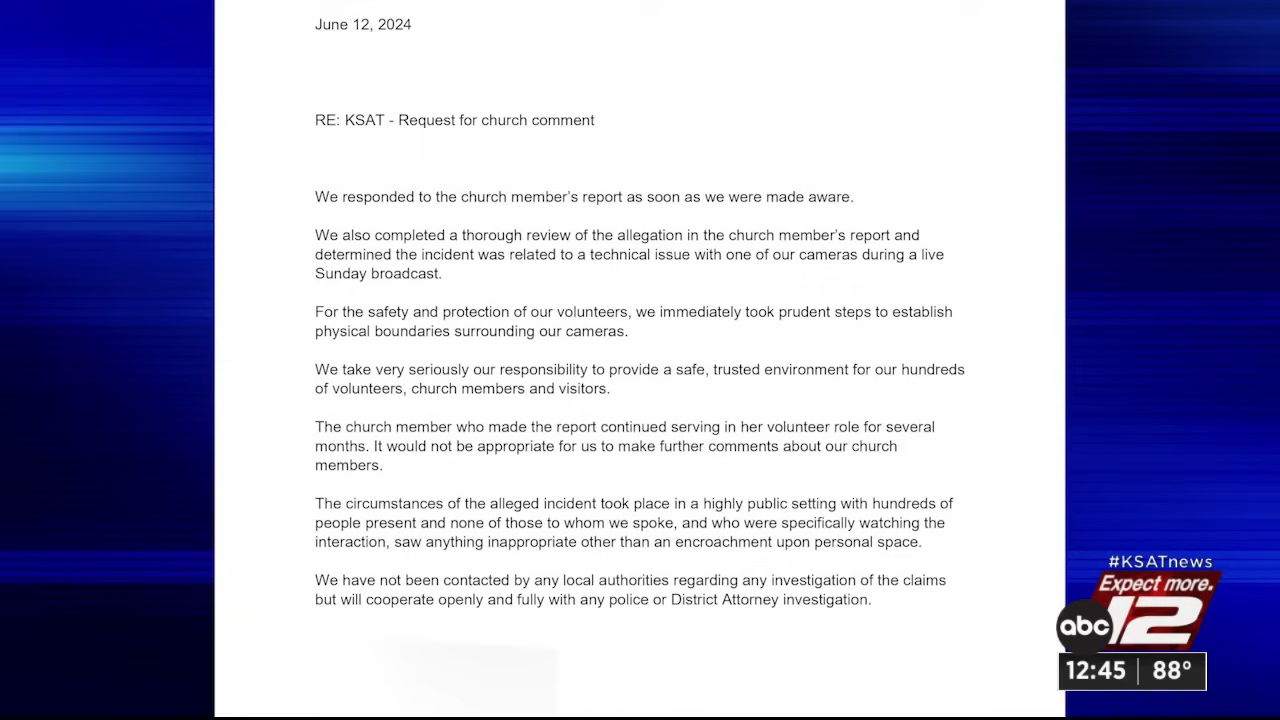 June 12, 2024
RE: KSAT - Request for church comment
We responded to the church member’s report as soon as we were made aware.
We also completed a thorough review of the allegation in the church member’s report and
determined the incident was related to a technical issue with one of our cameras during a live
Sunday broadcast.
For the safety and protection of our volunteers, we immediately took prudent steps to establish
physical boundaries surrounding our cameras.
We take very seriously our responsibility to provide a safe, trusted environment for our hundreds
of volunteers, church members and visitors.
The church member who made the report continued serving in her volunteer role for several
months. It would not be appropriate for us to make further comments about our church
members.
The circumstances of the alleged incident took place in a highly public setting with hundreds of
people present and none of those to whom we spoke, and who were specifically watching the
interaction, saw anything inappropriate other than an encroachment upon personal space.
We have not been contacted by any local authorities regarding any investigation of the claims
but will cooperate openly and fully with any police or District Attorney investigation.
#KSATnews
Expect more.
abc 12
12:45 88°